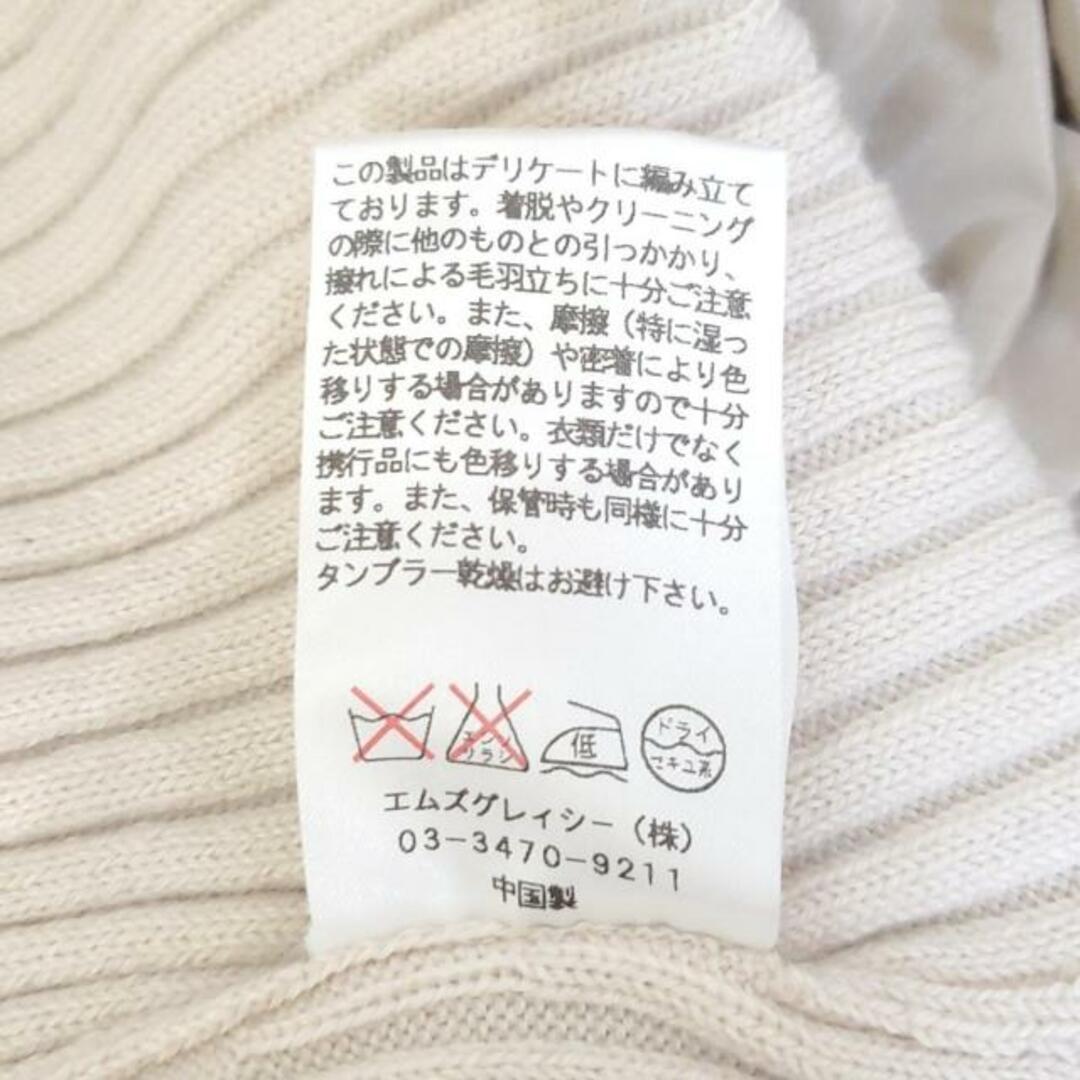 この製品はデリケートに編み立て
ております。着脱やクリーニング
の際に他のものとの引っかかり、
擦れによる毛羽立ちに十分ご注意
ください。また、摩擦（特に湿っ
た状態での摩擦）や密着により色
移りする場合がありますので十分
ご注意ください。衣類だけでなく
携行品にも色移りする場合があり
ます。また、保管時も同様に十分
ご注意ください。
タンブラー乾燥はお避け下さい。
エンソ
サラシ
低
ドライ
セキユ系
エムズグレィシー（株）
03-3470-9211
中国製